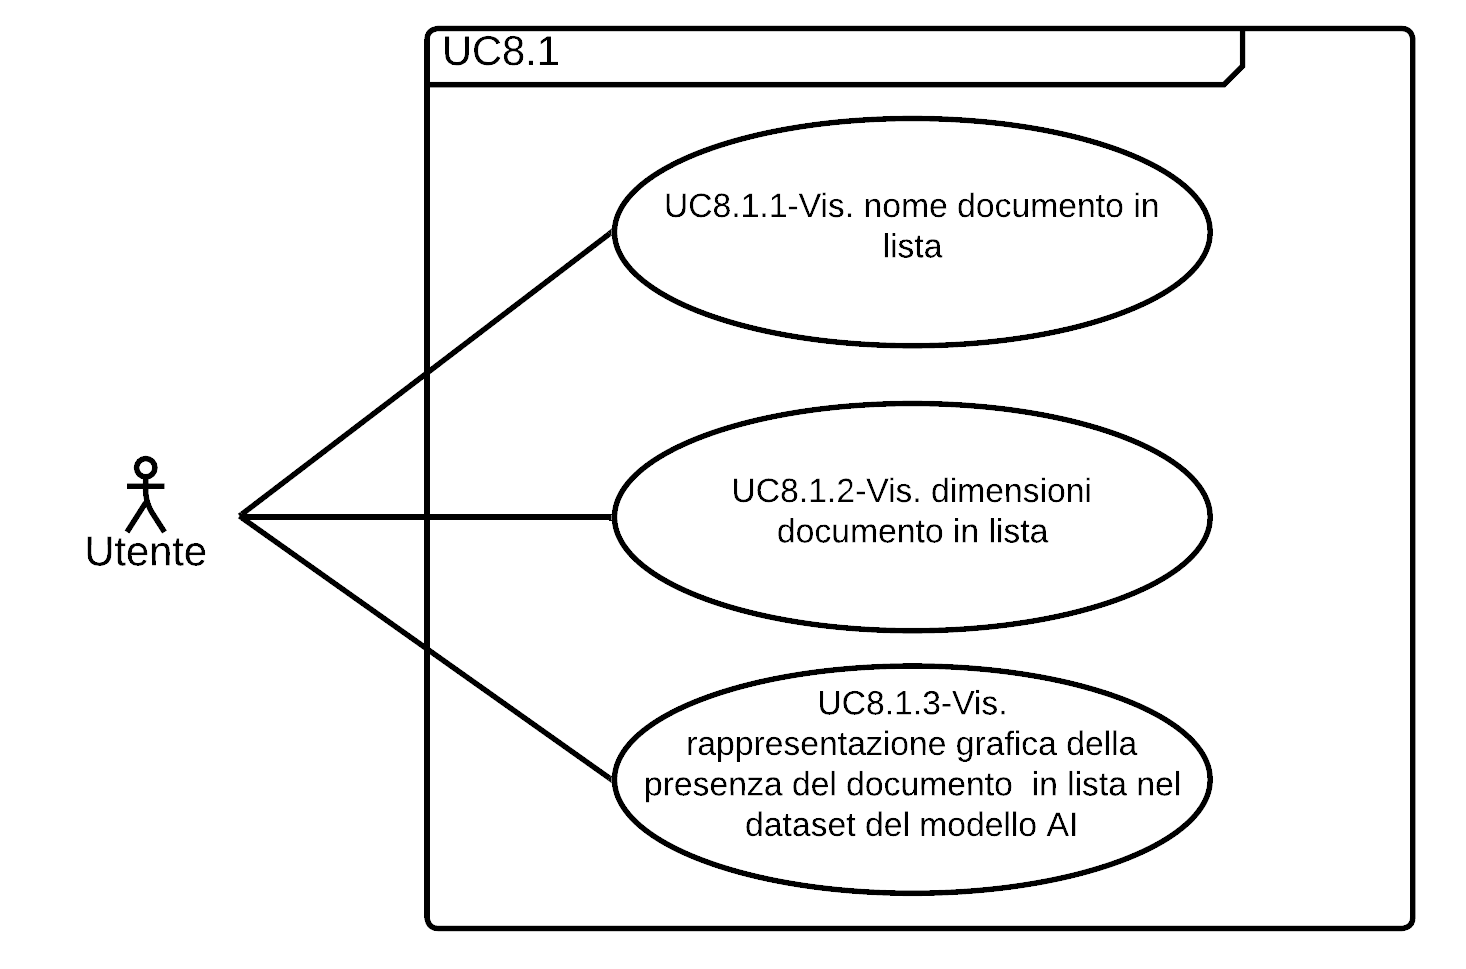 UC8.1
UC8.1.1-Vis. nome documento in
lista
UC8.1.2-Vis. dimensioni
documento in lista
Utente
UC8.1.3-Vis.
rappresentazione grafica della
presenza del documento  in lista nel
dataset del modello AI